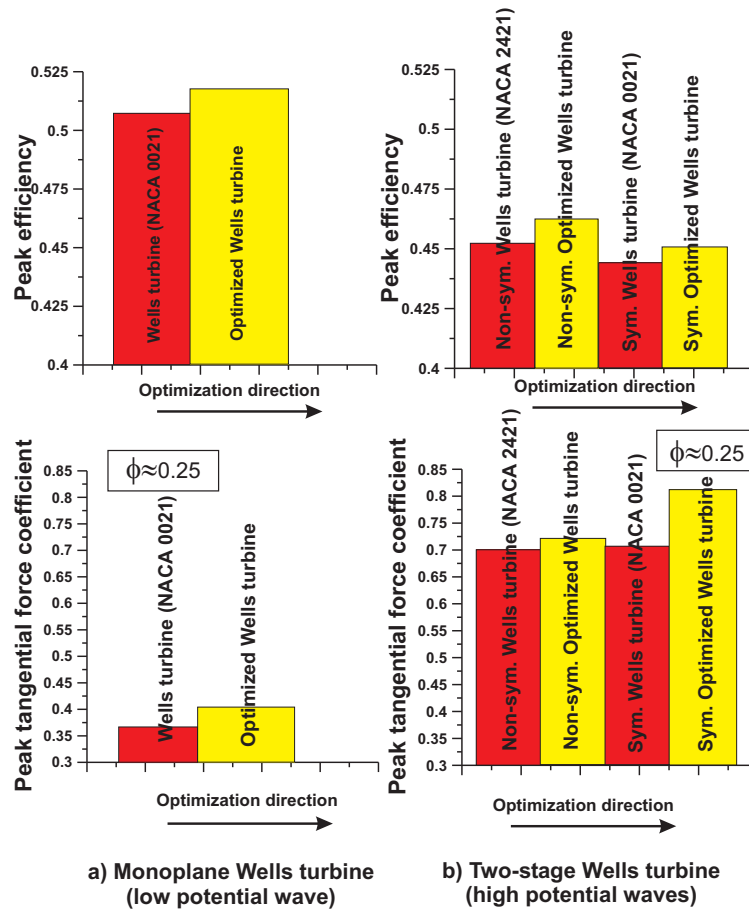 Peak efficiency
0.525
0.5
0.475
0.45
0.425
0.4
Wells turbine (NACA 0021)
Optimized Wells turbine
Optimization direction
Peak efficiency
0.525
0.5
0.475
0.45
0.425
0.4
Non-sym. Wells turbine (NACA 2421)
Non-sym. Optimized Wells turbine
Sym. Wells turbine (NACA 0021)
Sym. Optimized Wells turbine
Optimization direction
Peak tangential force coefficient
0.85
0.8
0.75
0.7
0.65
0.6
0.55
0.5
0.45
0.4
0.35
0.3
ϕ≈0.25
Wells turbine (NACA 0021)
Optimized Wells turbine
Optimization direction
Peak tangential force coefficient
0.85
0.8
0.75
0.7
0.65
0.6
0.55
0.5
0.45
0.4
0.35
0.3
ϕ≈0.25
Non-sym. Wells turbine (NACA 2421)
Non-sym. Optimized Wells turbine
Sym. Wells turbine (NACA 0021)
Sym. Optimized Wells turbine
Optimization direction
a) Monoplane Wells turbine
(low potential wave)
b) Two-stage Wells turbine
(high potential waves)